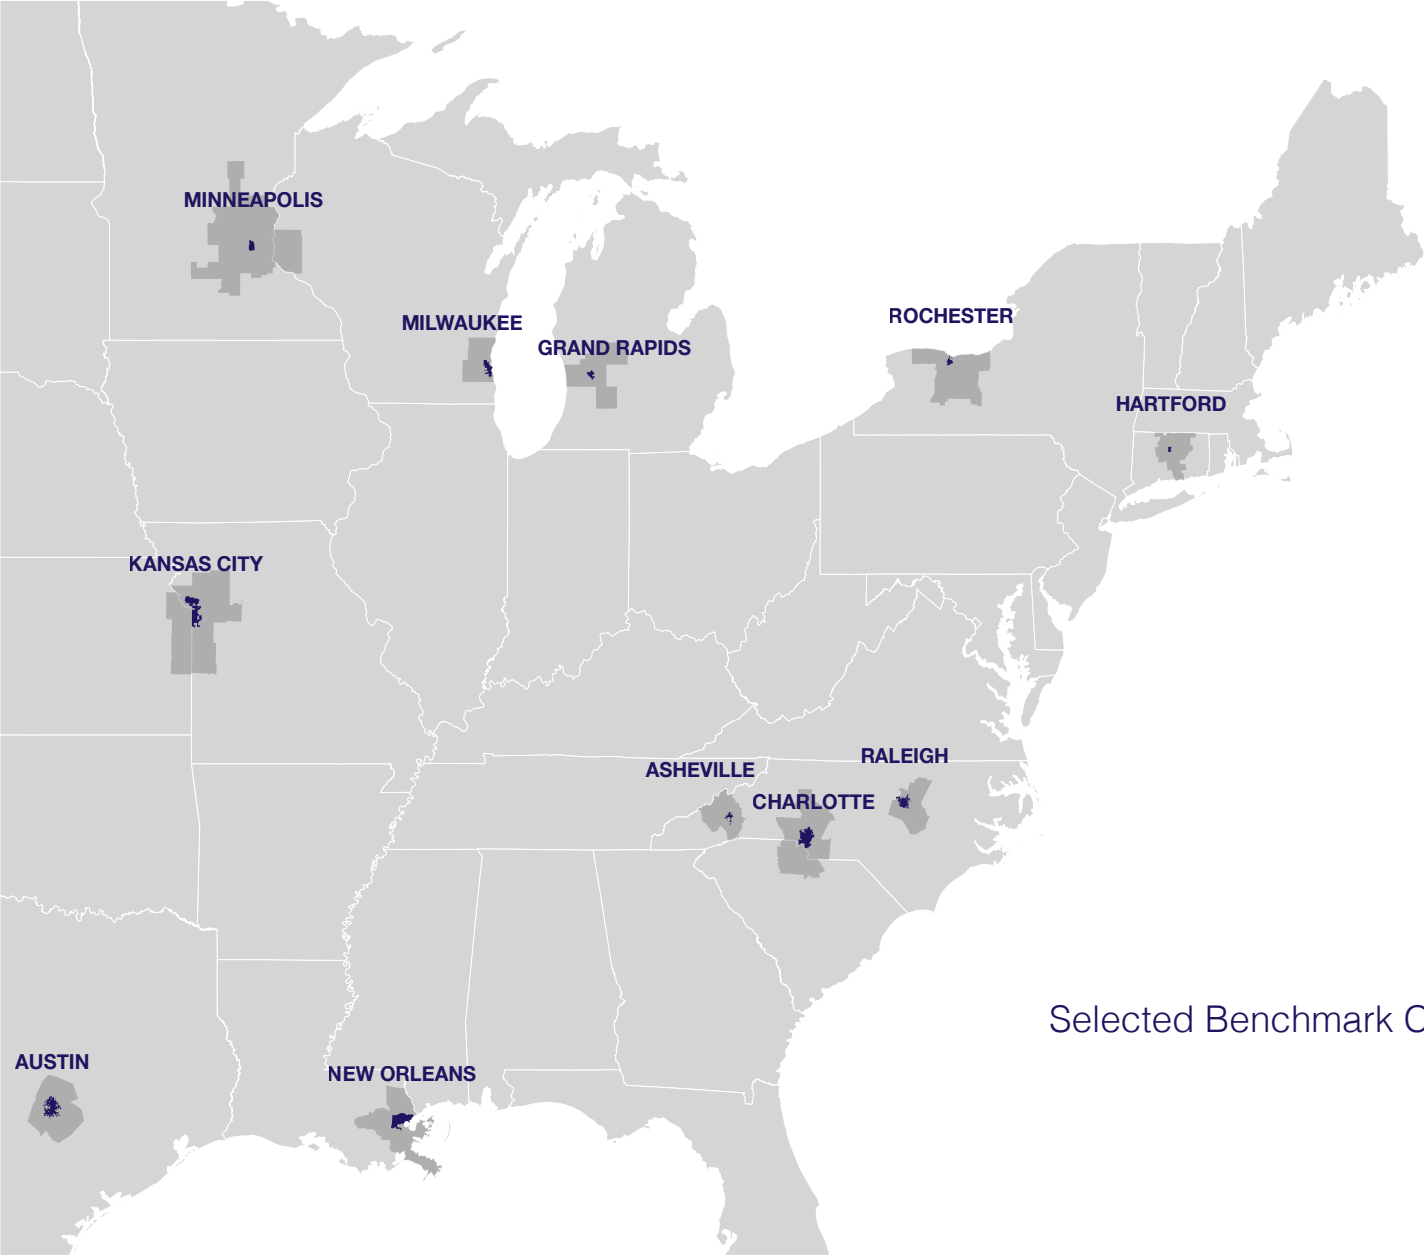 MINNEAPOLIS
ROCHESTER
MILWAUKEE
GRAND RAPIDS
HARTFORD
KANSAS CITY
RALEIGH
ASHEVILLE
CHARLOTTE
Selected Benchmark
AUSTIN
NEW ORLEANS